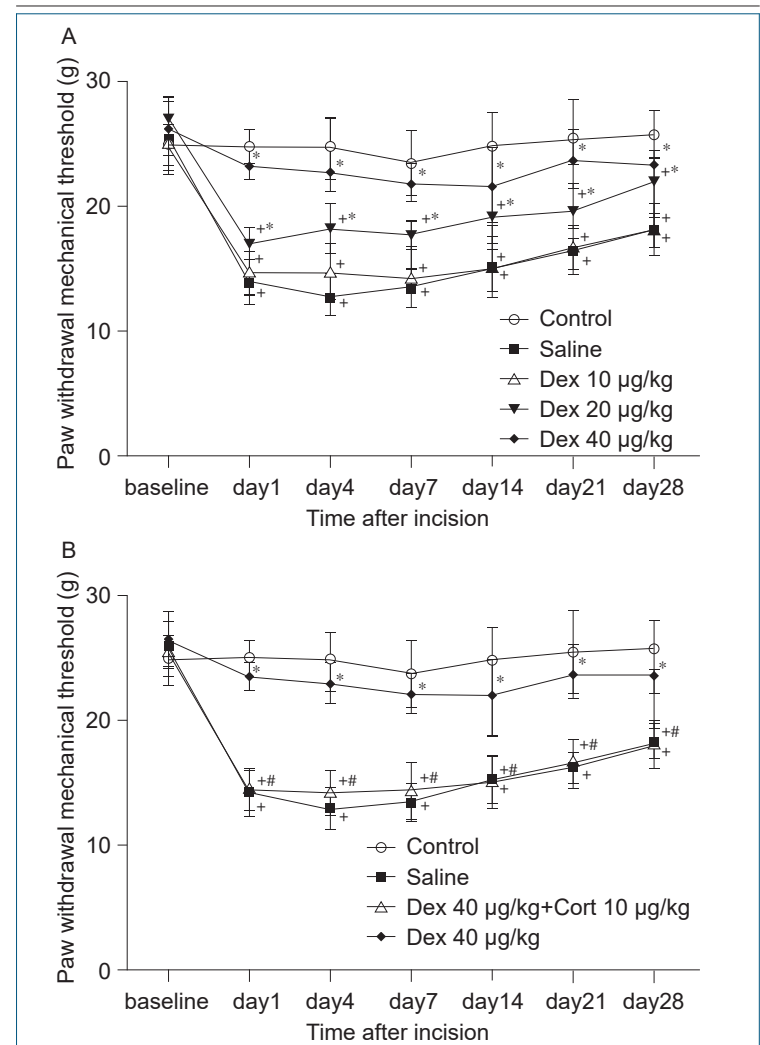 A
Paw withdrawal mechanical threshold (g)
30
20
10
0
* * * * * *
+* +* +* +* +* +*
+ + + + + +
+ + + + + +
Control
Saline
Dex 10 µg/kg
Dex 20 µg/kg
Dex 40 µg/kg
baseline day1 day4 day7 day14 day21 day28
Time after incision
B
Paw withdrawal mechanical threshold (g)
30
20
10
0
* * * * * *
+# +# +# +# +# +#
+ + + + + +
Control
Saline
Dex 40 µg/kg+Cort 10 µg/kg
Dex 40 µg/kg
baseline day1 day4 day7 day14 day21 day28
Time after incision